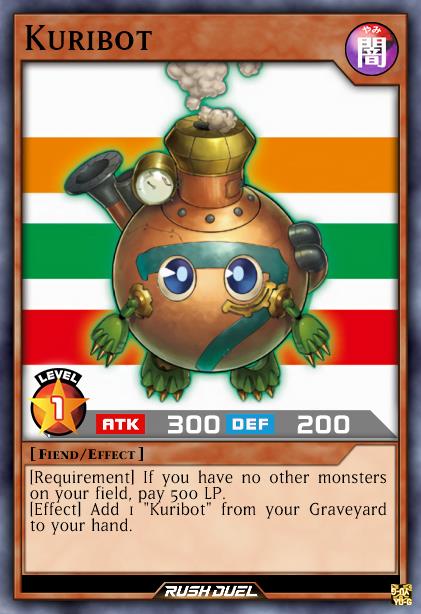 KURIBOT
やみ
闇
LEVEL
1
ATK 300 DEF 200
[FIEND/EFFECT]
[Requirement] If you have no other monsters
on your field, pay 500 LP.
[Effect] Add 1 "Kuribot" from your Graveyard
to your hand.
RUSH DUEL